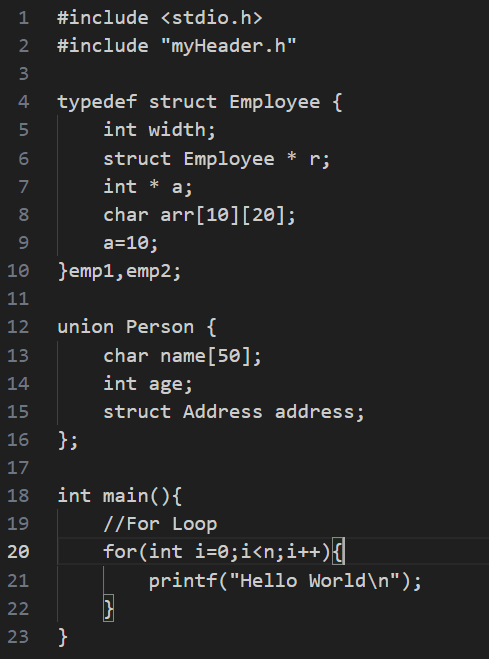 1 #include <stdio.h>
2 #include "myHeader.h"
3
4 typedef struct Employee {
5     int width;
6     struct Employee * r;
7     int * a;
8     char arr[10][20];
9     a=10;
10 }emp1,emp2;
11
12 union Person {
13     char name[50];
14     int age;
15     struct Address address;
16 };
17
18 int main(){
19     //For Loop
20     for(int i=0;i<n;i++){
21         printf("Hello World\n");
22     }
23 }